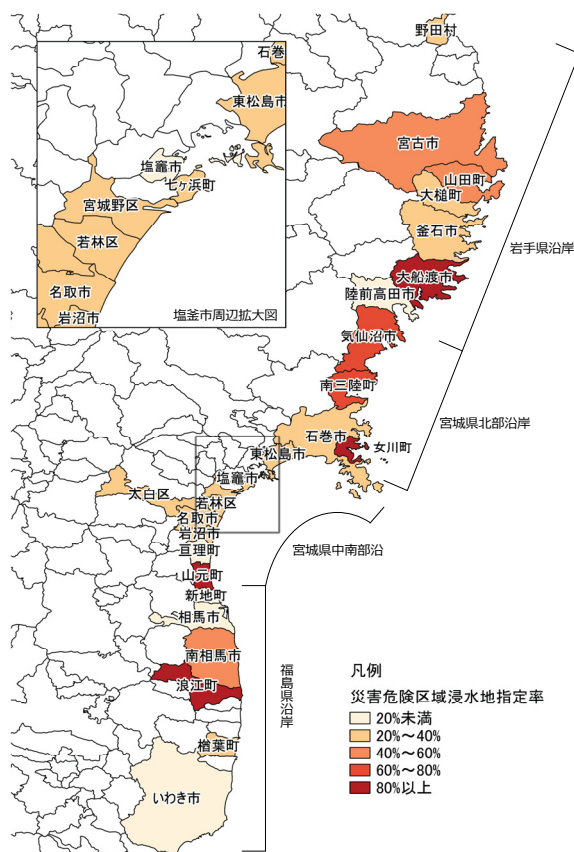 野田村
石巻
東松島市
塩竈市
七ヶ浜町
宮城野区
若林区
名取市
岩沼市
塩釜市周辺拡大図
宮古市
山田町
大槌町
釜石市
岩手県沿岸
大船渡市
陸前高田市
気仙沼市
南三陸町
宮城県北部沿岸
石巻市
女川町
東松島市
塩竈市
太白区
若林区
名取市
岩沼市
宮城県中南部沿
亘理町
山元町
新地町
相馬市
南相馬市
浪江町
福島県沿岸
楢葉町
いわき市
凡例
災害危険区域浸水地指定率
20%未満
20%～40%
40%～60%
60%～80%
80%以上